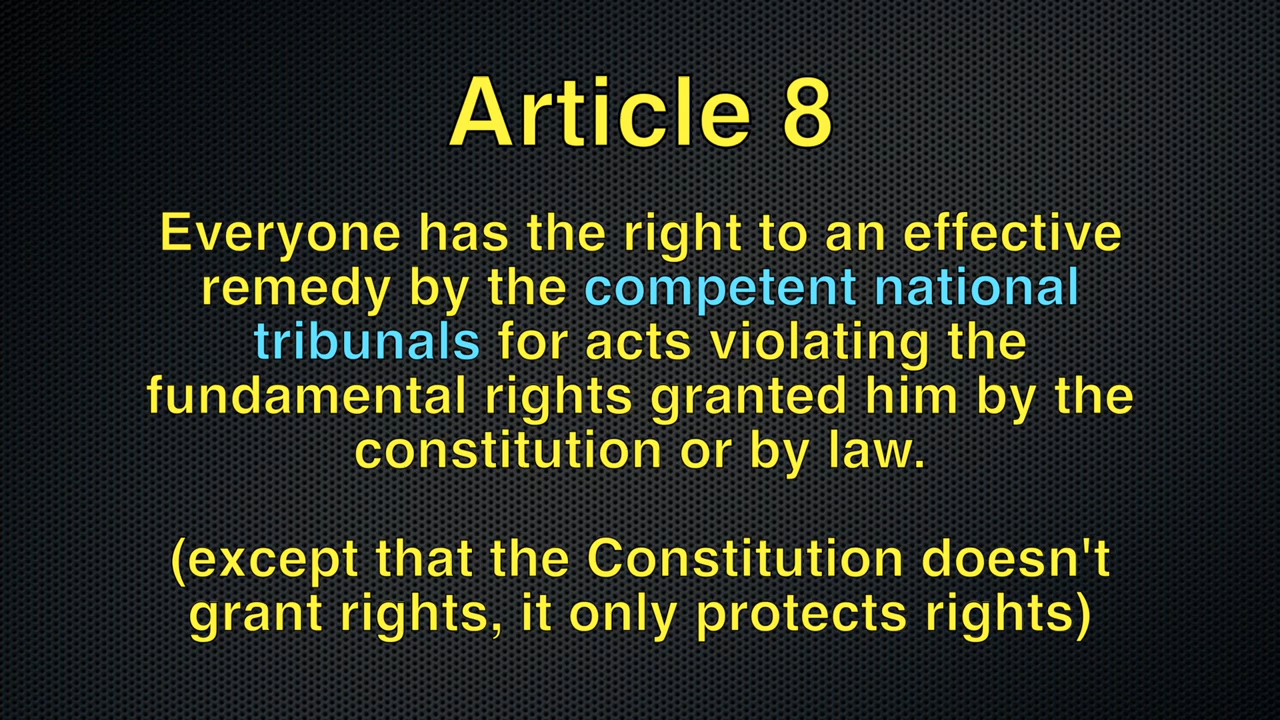 Article 8
Everyone has the right to an effective
remedy by the competent national
tribunals for acts violating the
fundamental rights granted him by the
constitution or by law.
(except that the Constitution doesn't
grant rights, it only protects rights)